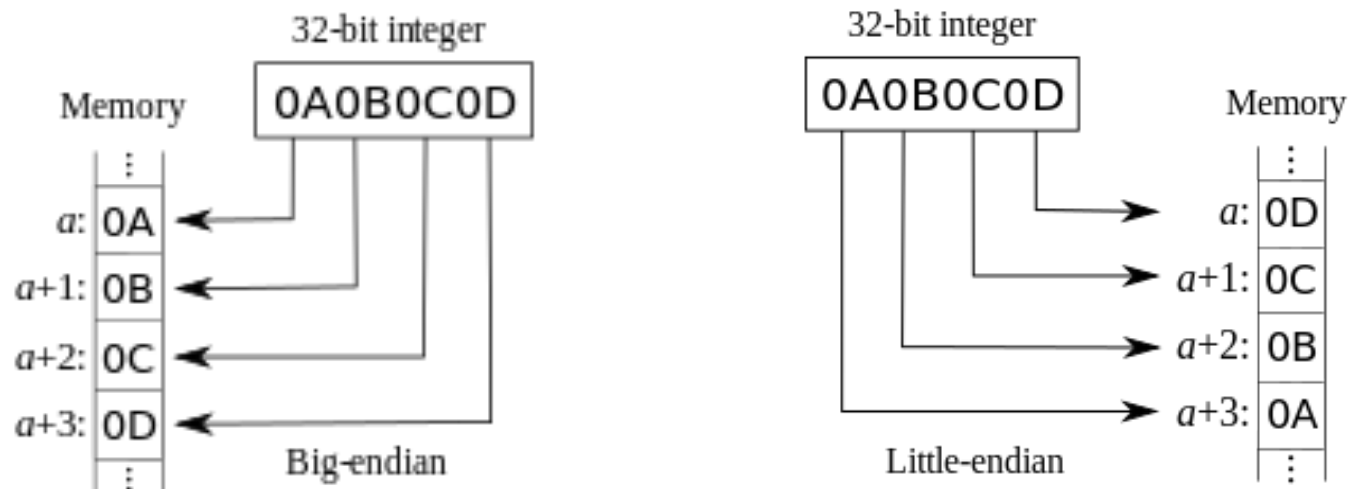 32-bit integer
0A0B0C0D
Memory
a: 0A
a+1: 0B
a+2: 0C
a+3: 0D
Big-endian
32-bit integer
0A0B0C0D
Memory
a: 0D
a+1: 0C
a+2: 0B
a+3: 0A
Little-endian